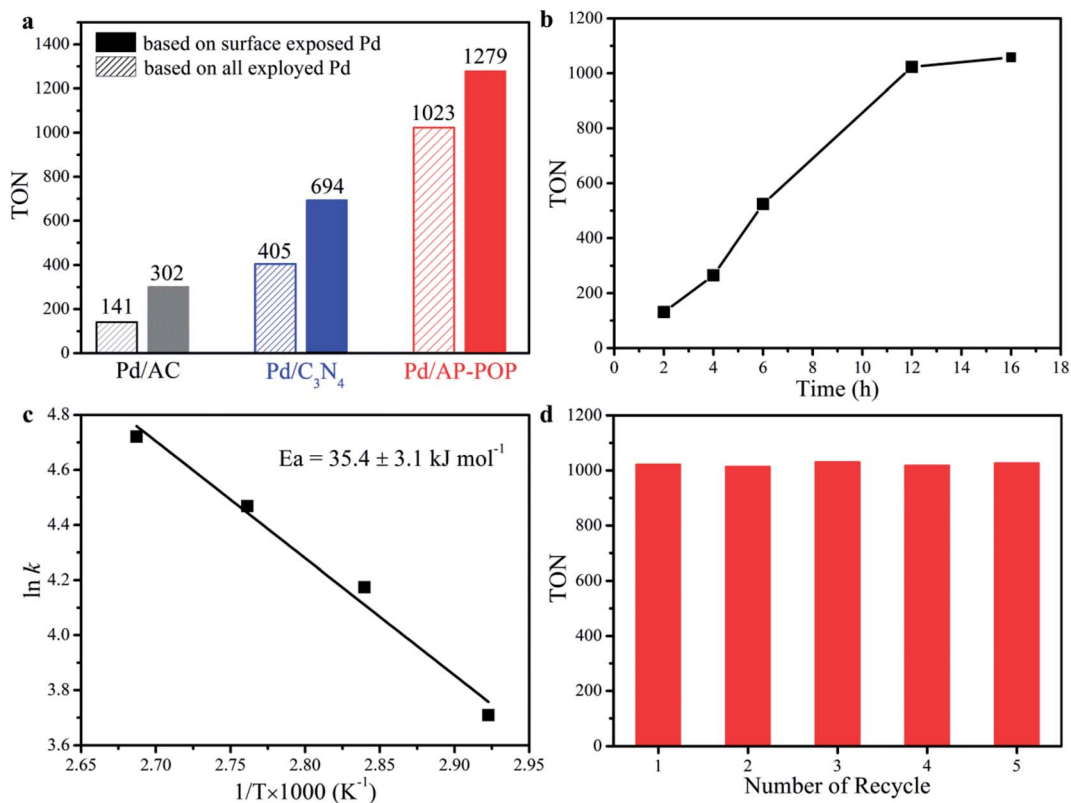 a
1400
1200
1000
800
600
400
200
0
TON
based on surface exposed Pd
based on all exployed Pd
141
302
405
694
1023
1279
Pd/AC
Pd/C₃N₄
Pd/AP-POP
b
1200
1000
800
600
400
200
0
TON
0 2 4 6 8 10 12 14 16 18
Time (h)
c
4.8
4.6
4.4
4.2
4.0
3.8
3.6
ln k
Ea = 35.4 ± 3.1 kJ mol⁻¹
2.65 2.70 2.75 2.80 2.85 2.90 2.95
1/T×1000 (K⁻¹)
d
1200
1000
800
600
400
200
0
TON
1 2 3 4 5
Number of Recycle